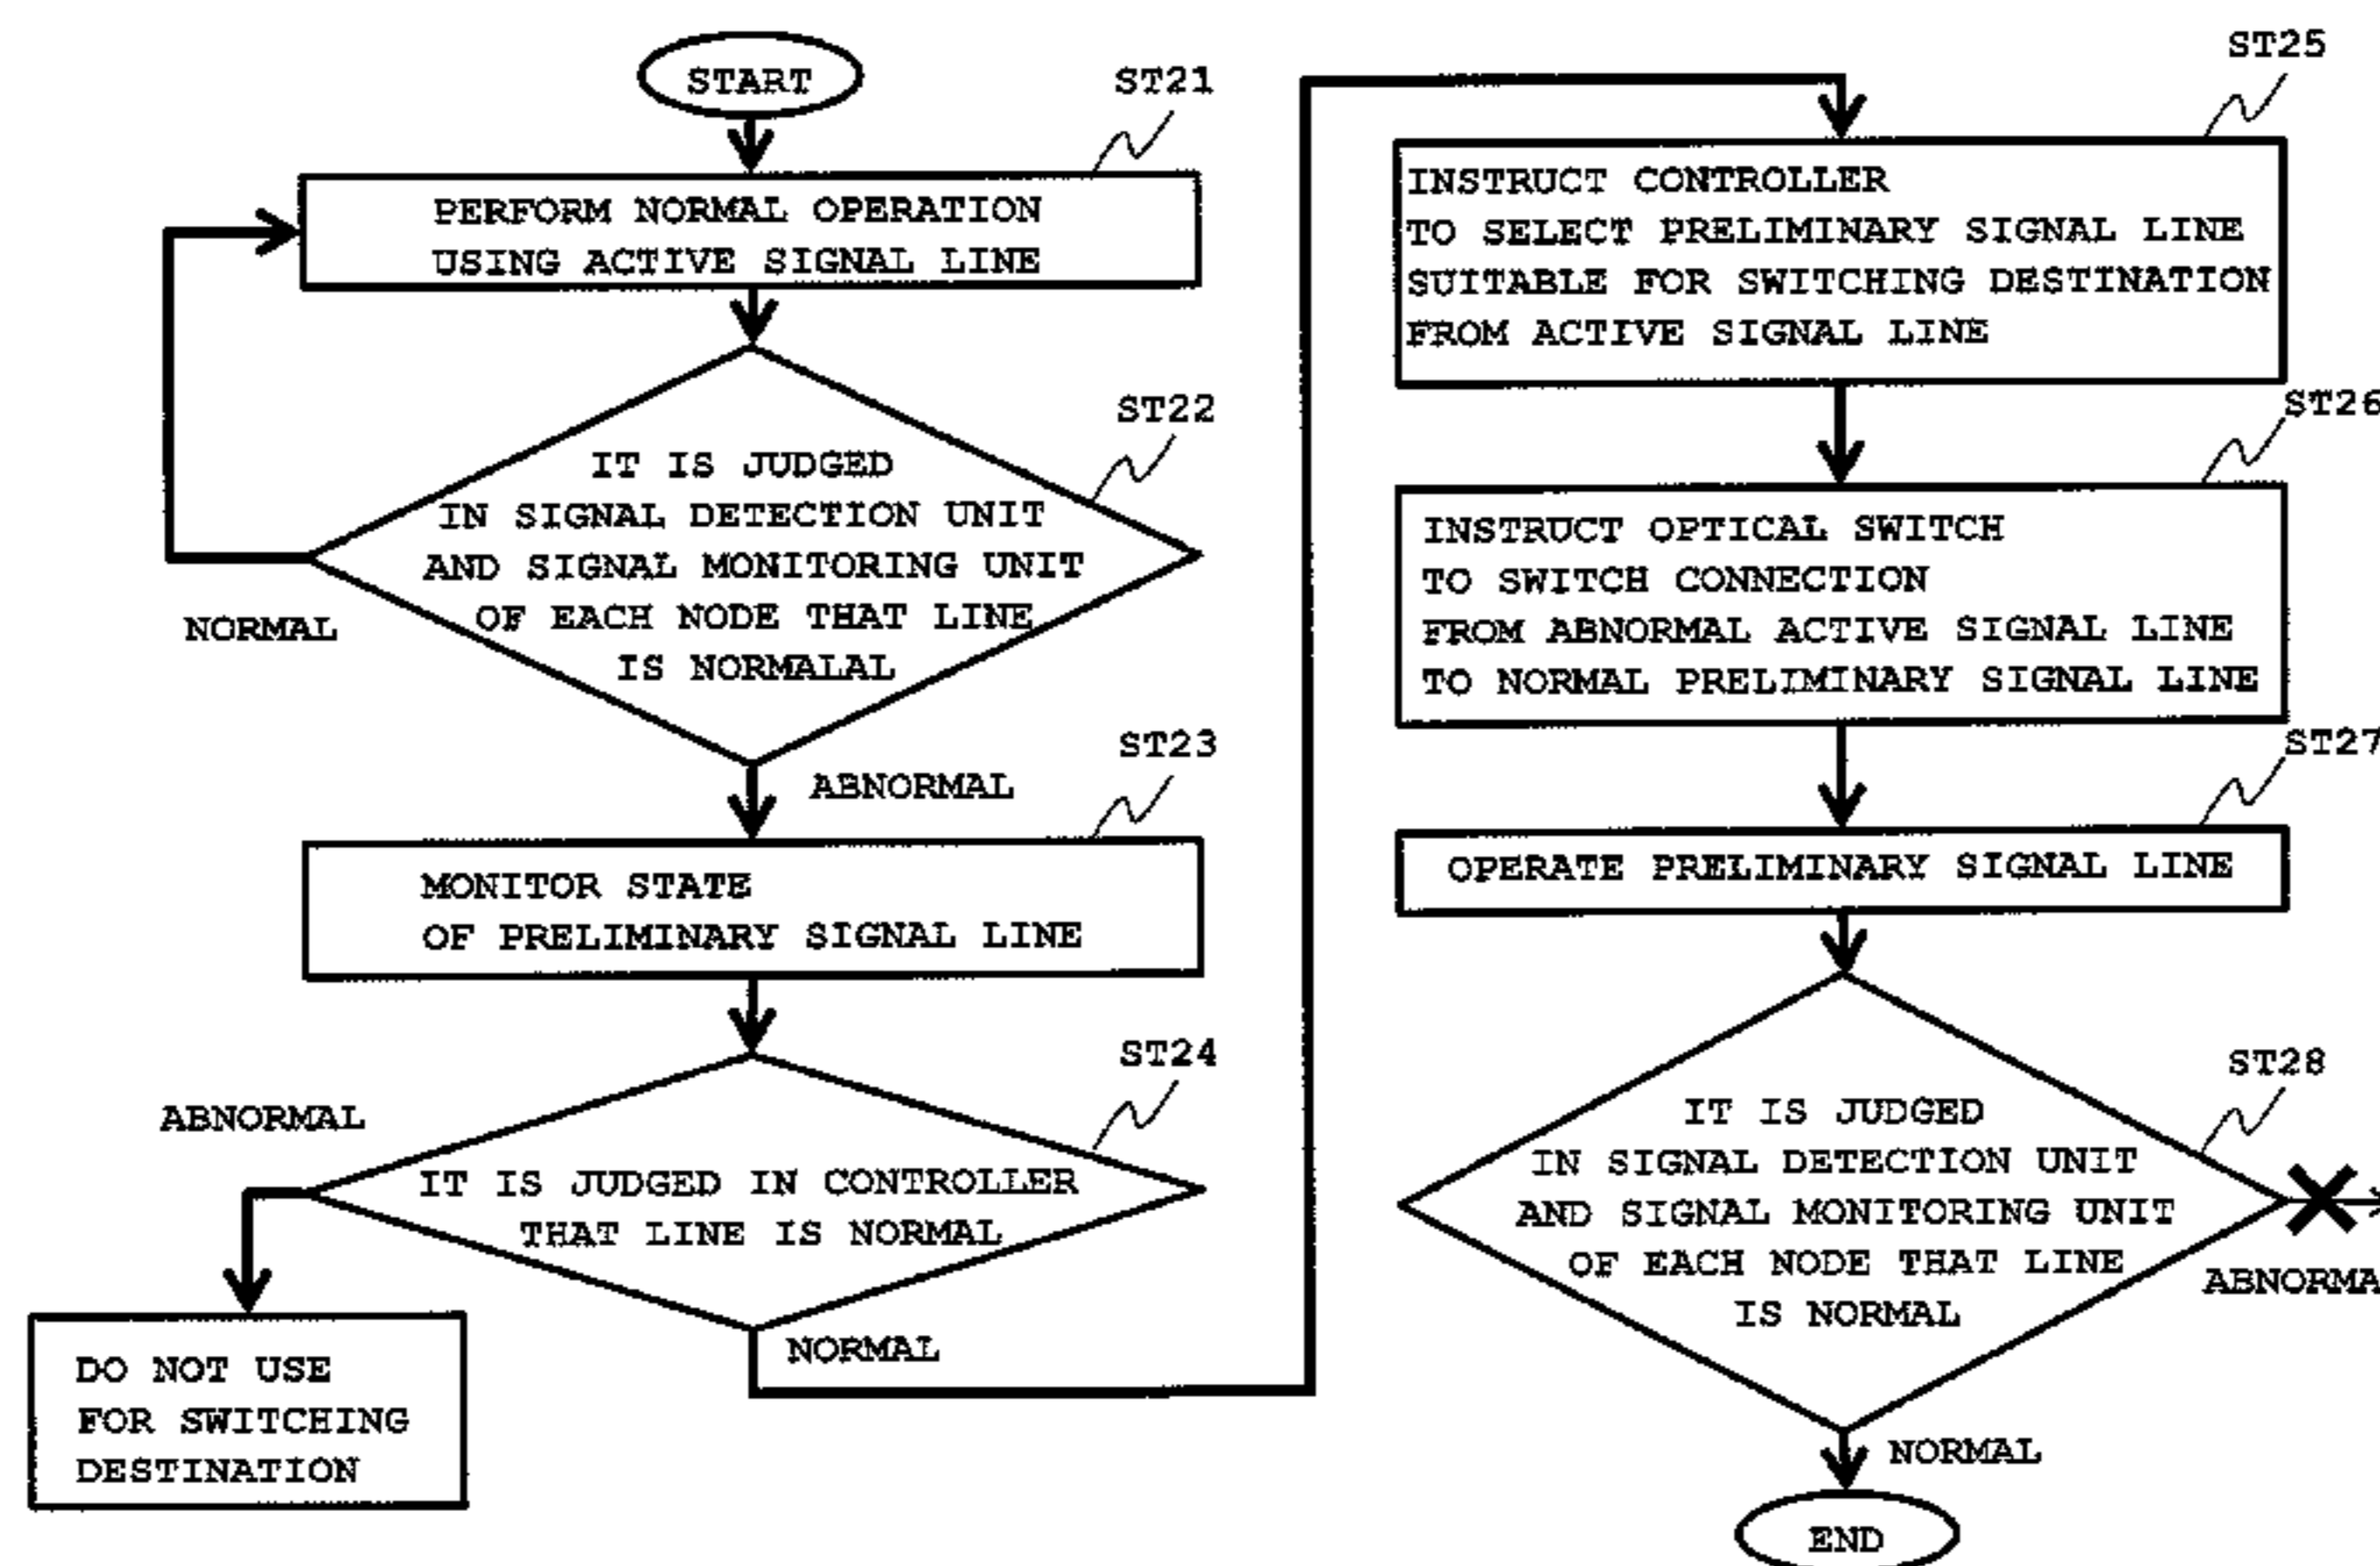 START
ST21
PERFORM NORMAL OPERATION
USING ACTIVE SIGNAL LINE
ST22
IT IS JUDGED
IN SIGNAL DETECTION UNIT
AND SIGNAL MONITORING UNIT
OF EACH NODE THAT LINE
IS NORMALAL
NORMAL
ABNORMAL
ST23
MONITOR STATE
OF PRELIMINARY SIGNAL LINE
ST24
ABNORMAL
IT IS JUDGED IN CONTROLLER
THAT LINE IS NORMAL
NORMAL
DO NOT USE
FOR SWITCHING
DESTINATION
ST25
INSTRUCT CONTROLLER
TO SELECT PRELIMINARY SIGNAL LINE
SUITABLE FOR SWITCHING DESTINATION
FROM ACTIVE SIGNAL LINE
ST26
INSTRUCT OPTICAL SWITCH
TO SWITCH CONNECTION
FROM ABNORMAL ACTIVE SIGNAL LINE
TO NORMAL PRELIMINARY SIGNAL LINE
ST27
OPERATE PRELIMINARY SIGNAL LINE
ST28
IT IS JUDGED
IN SIGNAL DETECTION UNIT
AND SIGNAL MONITORING UNIT
OF EACH NODE THAT LINE
IS NORMAL
ABNORMA
NORMAL
END